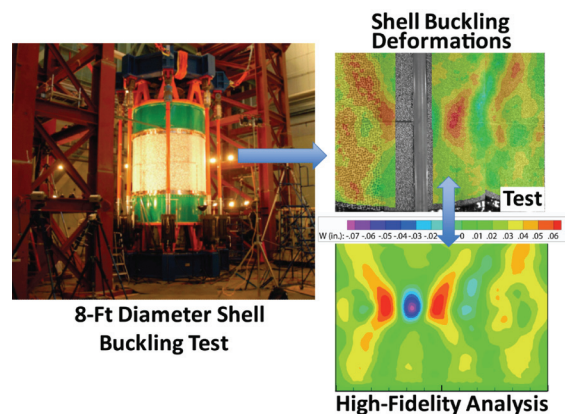 Shell Buckling
Deformations
Test
W (in.): -.07 -.06 -.05 -.04 -.03 -.02 0 .01 .02 .03 .04 .05 .06
8-Ft Diameter Shell
Buckling Test
High-Fidelity Analysis